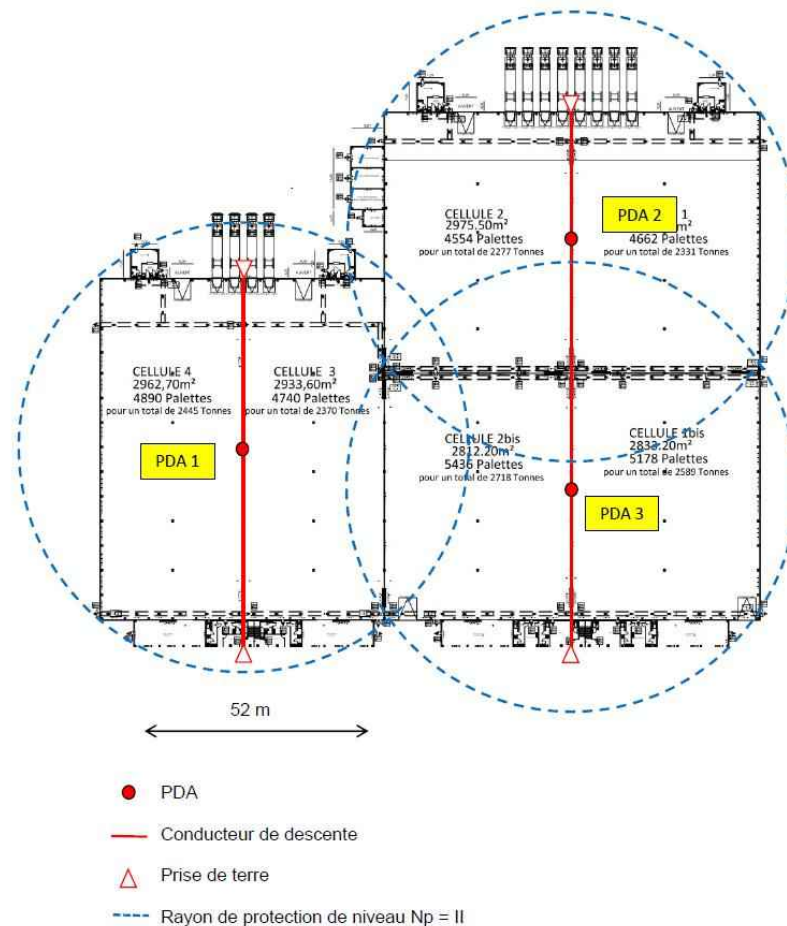 CELLULE 2
2975.50m²
4554 Palettes
pour un total de 2277 Tonnes
PDA 2
1
4662 Palettes
pour un total de 2331 Tonnes
CELLULE 4
2962,70m²
4890 Palettes
pour un total de 2445 Tonnes
CELLULE 3
2933,60m²
4740 Palettes
pour un total de 2370 Tonnes
PDA 1
CELLULE 2bis
2812.20m²
5436 Palettes
pour un total de 2718 Tonnes
CELLULE 1bis
2833.20m²
5178 Palettes
pour un total de 2589 Tonnes
PDA 3
52 m
PDA
Conducteur de descente
Prise de terre
Rayon de protection de niveau Np = II